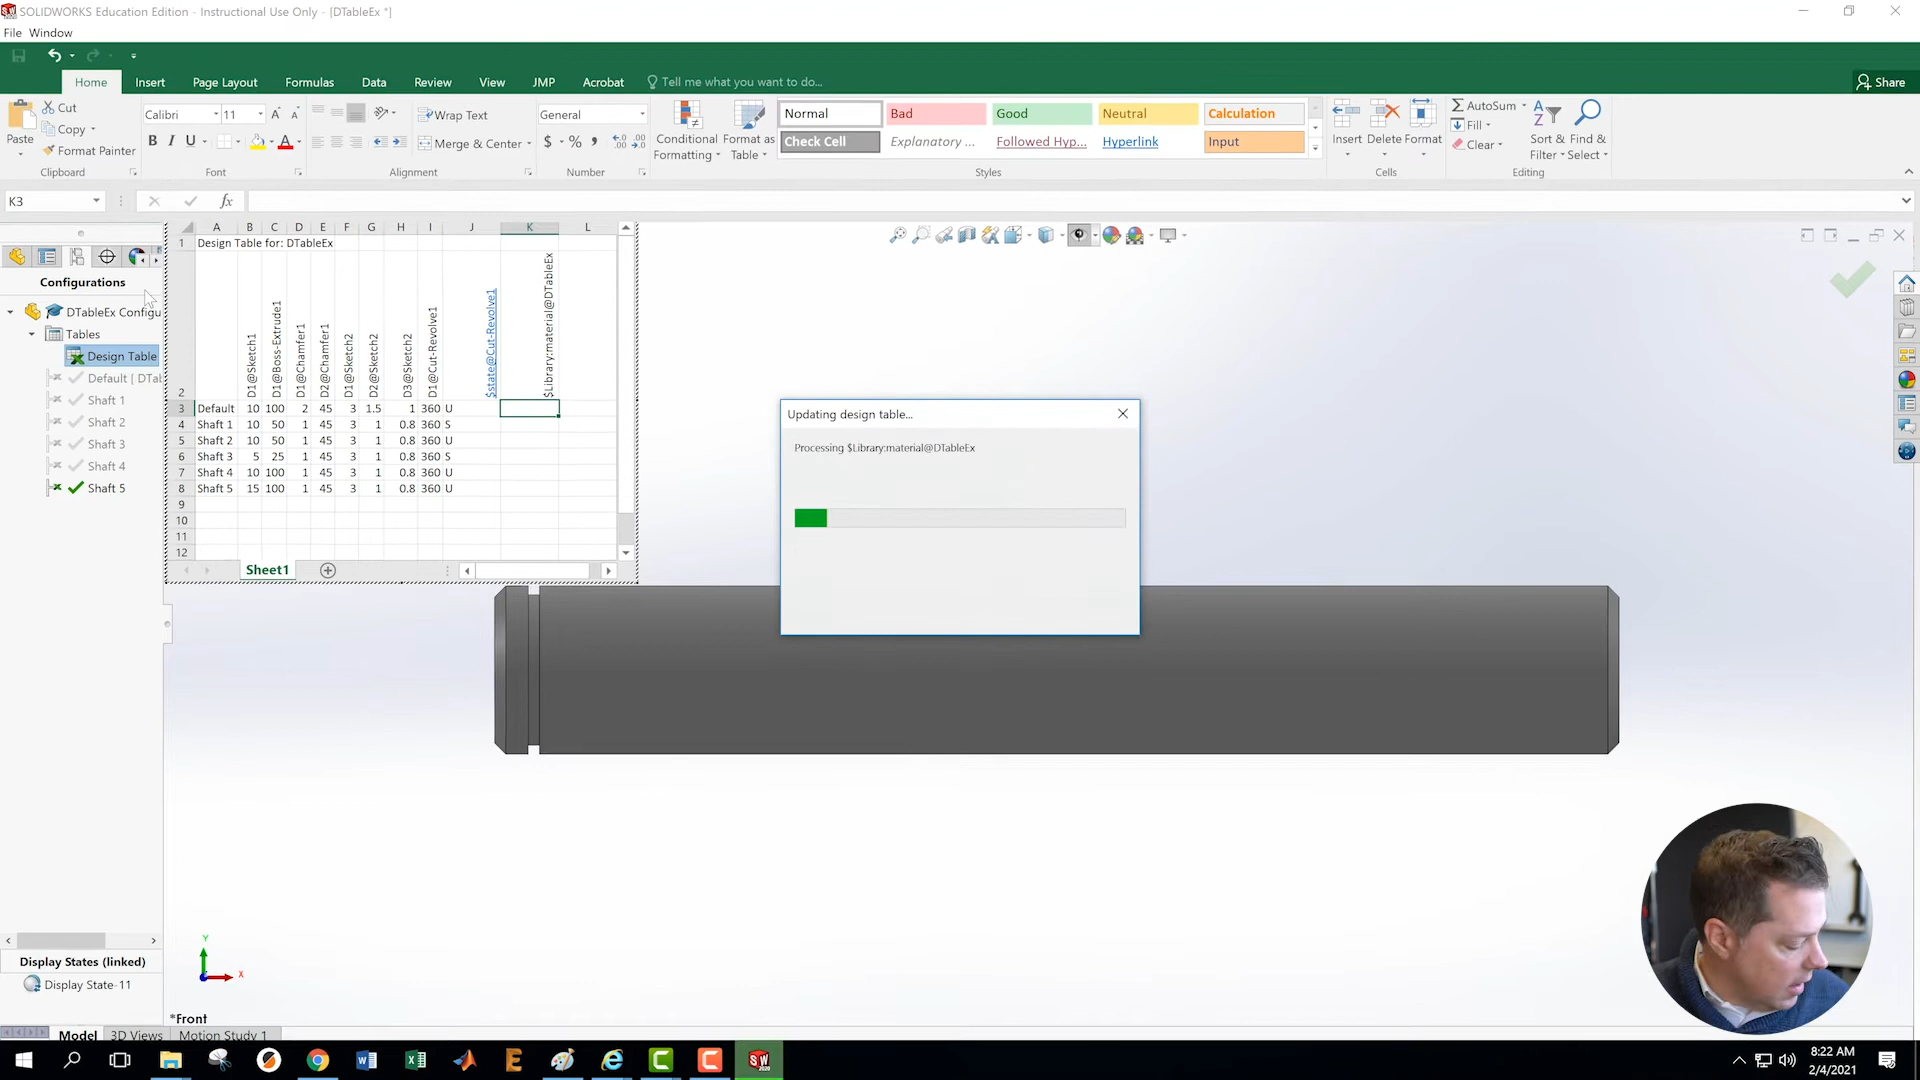 SOLIDWORKS Education Edition - Instructional Use Only - [DTableEx *]
File Window
Home Insert Page Layout Formulas Data Review View JMP Acrobat Tell me what you want to do... Share
Paste
Cut
Copy
Format Painter
Clipboard
Calibri 11
B I U
Font
Wrap Text
Merge & Center
Alignment
General
$ % ,
Number
Conditional Formatting
Format as Table
Normal Bad Good Neutral Calculation
Check Cell Explanatory ... Followed Hyp... Hyperlink Input
Styles
Insert Delete Format
Cells
AutoSum
Fill
Clear
Sort & Filter
Find & Select
Editing
K3
fx
Configurations
DTableEx Configu
Tables
Design Table
Default [ DTab
Shaft 1
Shaft 2
Shaft 3
Shaft 4
Shaft 5
A B C D E F G H I J K L
1 Design Table for: DTableEx
2 D1@Sketch1 D1@Boss-Extrude1 D1@Chamfer1 D2@Chamfer1 D1@Sketch2 D2@Sketch2 D3@Sketch2 D1@Cut-Revolve1 $state@Cut-Revolve1 $Library:material@DTableEx
3 Default 10 100 2 45 3 1.5 1 360 U
4 Shaft 1 10 50 1 45 3 1 0.8 360 S
5 Shaft 2 10 50 1 45 3 1 0.8 360 U
6 Shaft 3 5 25 1 45 3 1 0.8 360 S
7 Shaft 4 10 100 1 45 3 1 0.8 360 U
8 Shaft 5 15 100 1 45 3 1 0.8 360 U
9
10
11
12
Sheet1
Updating design table...
Processing $Library:material@DTableEx
Display States (linked)
Display State-11
Y
X
*Front
Model 3D Views Motion Study 1
8:22 AM
2/4/2021